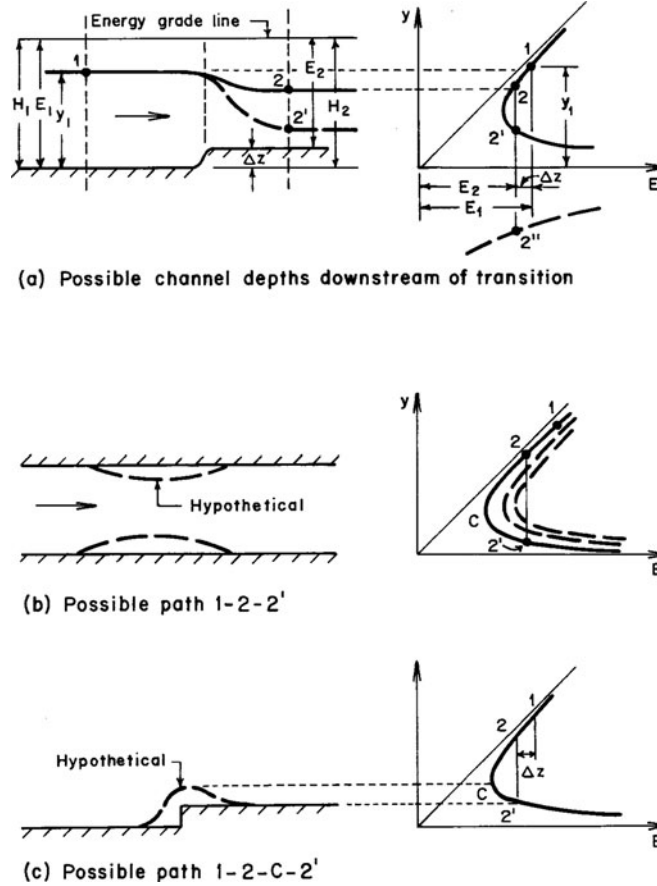 Energy grade line
1
2
2'
H₁
E₁
y₁
E₂
H₂
Δz
y
1
2
2'
y₁
E
E₂
Δz
E₁
2"
(a) Possible channel depths downstream of transition
Hypothetical
y
1
2
C
2'
E
(b) Possible path 1-2-2'
Hypothetical
1
2
Δz
C
2'
E
(c) Possible path 1-2-C-2'